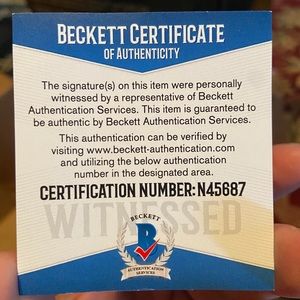 BECKETT CERTIFICATE
OF AUTHENTICITY
The signature(s) on this item were personally
witnessed by a representative of Beckett
Authentication Services. This item is guaranteed to
be authentic by Beckett Authentication Services.
This authentication can be verified by
visiting www.beckett-authentication.com
and utilizing the below authentication
number in the designated area.
CERTIFICATION NUMBER: N45687
WITNESSED
BECKETT
B
AUTHENTICATION
SERVICES